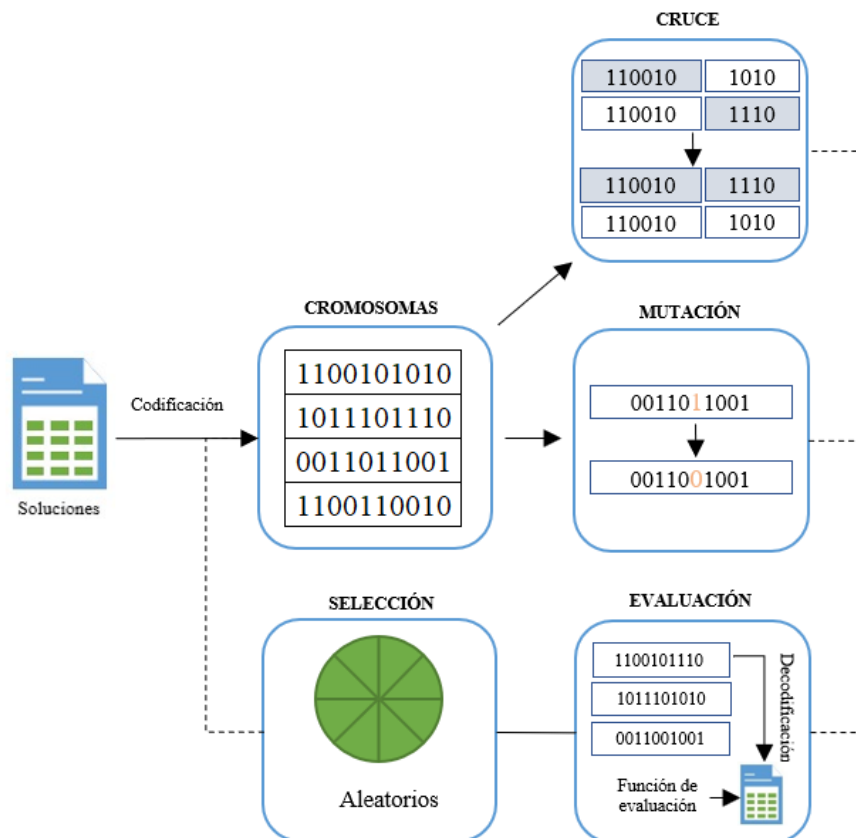 CRUCE
110010 1010
110010 1110
110010 1110
110010 1010
CROMOSOMAS
1100101010
1011101110
0011011001
1100110010
MUTACIÓN
0011011001
0011001001
Codificación
Soluciones
SELECCIÓN
Aleatorios
EVALUACIÓN
1100101110
1011101010
0011001001
Decodificación
Función de
evaluación